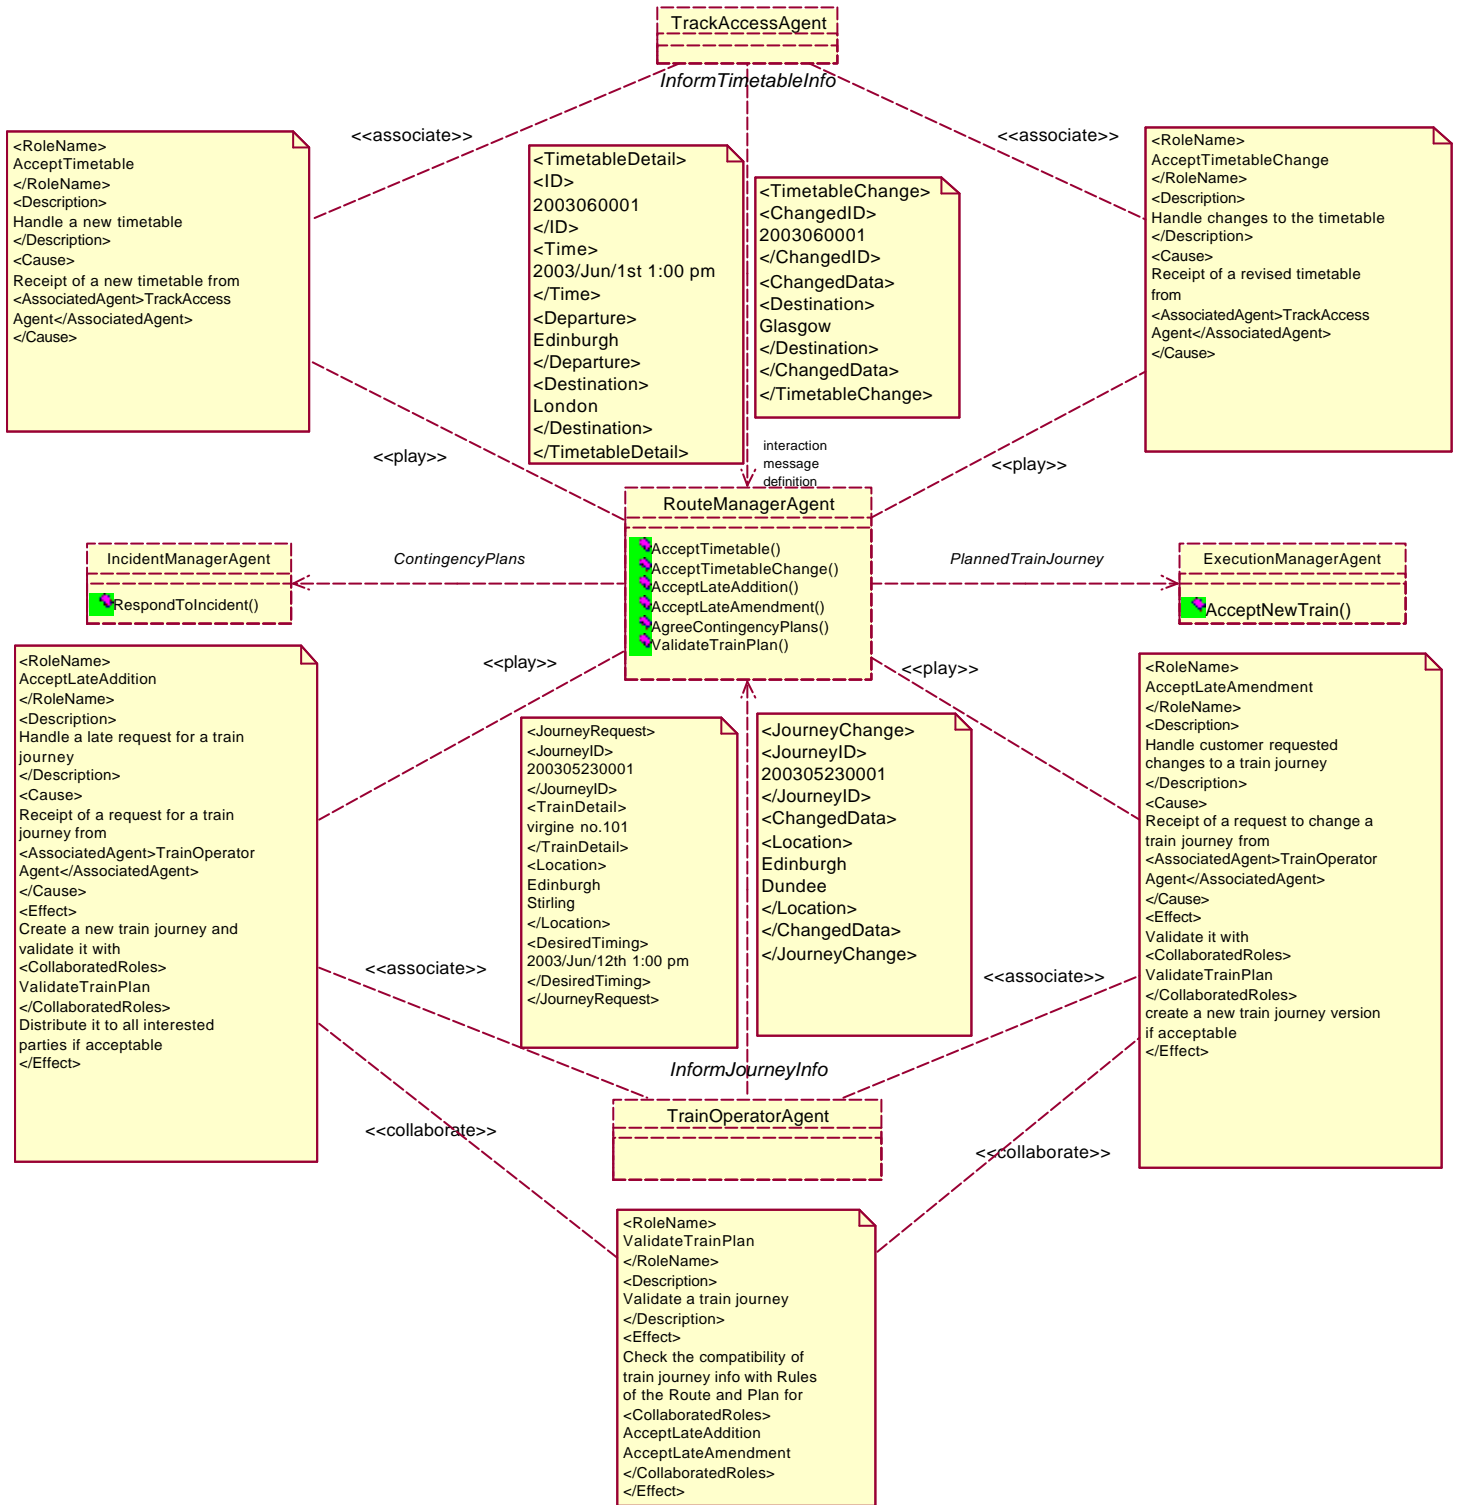 TrackAccessAgent
InformTimetableInfo
<<associate>>
<<associate>>
<RoleName>
AcceptTimetable
</RoleName>
<Description>
Handle a new timetable
</Description>
<Cause>
Receipt of a new timetable from
<AssociatedAgent>TrackAccess
Agent</AssociatedAgent>
</Cause>
<TimetableDetail>
<ID>
2003060001
</ID>
<Time>
2003/Jun/1st 1:00 pm
</Time>
<Departure>
Edinburgh
</Departure>
<Destination>
London
</Destination>
</TimetableDetail>
<TimetableChange>
<ChangedID>
2003060001
</ChangedID>
<ChangedData>
<Destination>
Glasgow
</Destination>
</ChangedData>
</TimetableChange>
<RoleName>
AcceptTimetableChange
</RoleName>
<Description>
Handle changes to the timetable
</Description>
<Cause>
Receipt of a revised timetable
from
<AssociatedAgent>TrackAccess
Agent</AssociatedAgent>
</Cause>
<<play>>
interaction
message
definition
<<play>>
RouteManagerAgent
AcceptTimetable()
AcceptTimetableChange()
AcceptLateAddition()
AcceptLateAmendment()
AgreeContingencyPlans()
ValidateTrainPlan()
IncidentManagerAgent
RespondToIncident()
ContingencyPlans
PlannedTrainJourney
ExecutionManagerAgent
AcceptNewTrain()
<<play>>
<<play>>
<RoleName>
AcceptLateAddition
</RoleName>
<Description>
Handle a late request for a train
journey
</Description>
<Cause>
Receipt of a request for a train
journey from
<AssociatedAgent>TrainOperator
Agent</AssociatedAgent>
</Cause>
<Effect>
Create a new train journey and
validate it with
<CollaboratedRoles>
ValidateTrainPlan
</CollaboratedRoles>
Distribute it to all interested
parties if acceptable
</Effect>
<JourneyRequest>
<JourneyID>
200305230001
</JourneyID>
<TrainDetail>
virgine no.101
</TrainDetail>
<Location>
Edinburgh
Stirling
</Location>
<DesiredTiming>
2003/Jun/12th 1:00 pm
</DesiredTiming>
</JourneyRequest>
<JourneyChange>
<JourneyID>
200305230001
</JourneyID>
<ChangedData>
<Location>
Edinburgh
Dundee
</Location>
</ChangedData>
</JourneyChange>
<RoleName>
AcceptLateAmendment
</RoleName>
<Description>
Handle customer requested
changes to a train journey
</Description>
<Cause>
Receipt of a request to change a
train journey from
<AssociatedAgent>TrainOperator
Agent</AssociatedAgent>
</Cause>
<Effect>
Validate it with
<CollaboratedRoles>
ValidateTrainPlan
</CollaboratedRoles>
create a new train journey version
if acceptable
</Effect>
<<associate>>
<<associate>>
InformJourneyInfo
TrainOperatorAgent
<<collaborate>>
<<collaborate>>
<RoleName>
ValidateTrainPlan
</RoleName>
<Description>
Validate a train journey
</Description>
<Effect>
Check the compatibility of
train journey info with Rules
of the Route and Plan for
<CollaboratedRoles>
AcceptLateAddition
AcceptLateAmendment
</CollaboratedRoles>
</Effect>